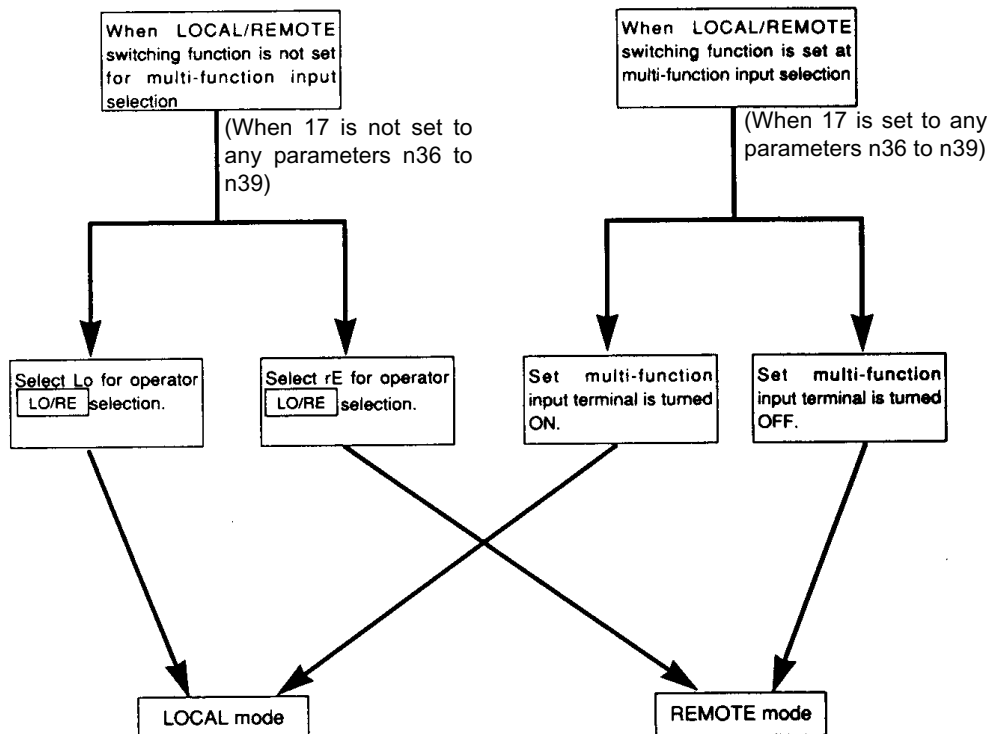 When LOCAL/REMOTE
switching function is not set
for multi-function input
selection
When LOCAL/REMOTE
switching function is set at
multi-function input selection
(When 17 is not set to
any parameters n36 to
n39)
(When 17 is set to any
parameters n36 to n39)
Select Lo for operator
LO/RE selection.
Select rE for operator
LO/RE selection.
Set multi-function
input terminal is turned
ON.
Set multi-function
input terminal is turned
OFF.
LOCAL mode
REMOTE mode